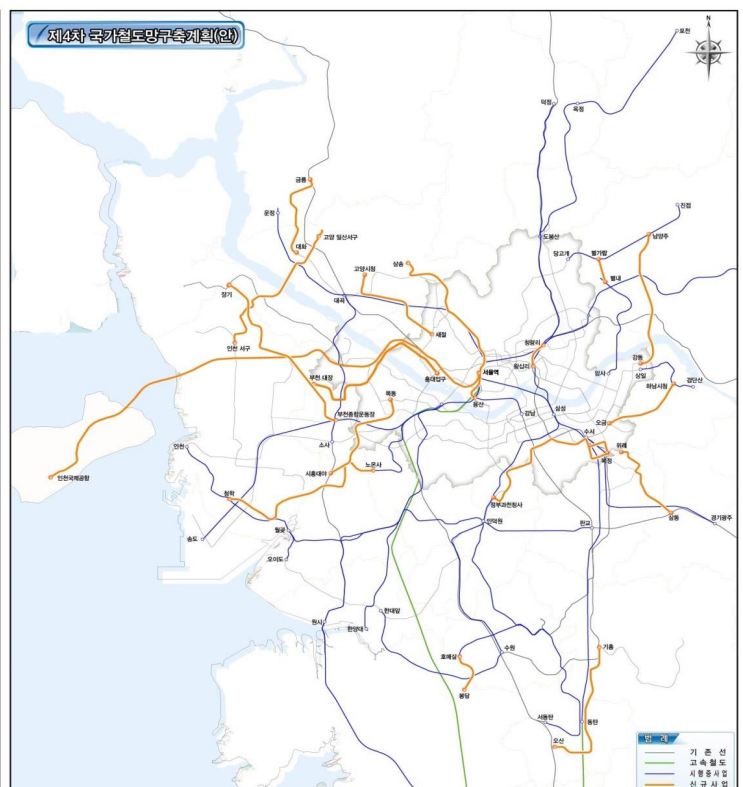 제4차 국가철도망구축계획(안)
N
포천
덕정
옥정
금릉
운정
진접
고양 일산서구
대화
남양주
도봉산
당고개
별가람
별내
삼송
고양시청
장기
대곡
새절
인천 서구
청량리
강동
서울역
왕십리
홍대입구
망우
상일
하남시청
검단산
부천 대장
목동
용산
부천종합운동장
강남
삼성
오금
수서
인천
소사
위례
복정
인천국제공항
시흥대야
노온사
청학
정부과천청사
삼동
송도
월곶
인덕원
판교
경기광주
오이도
한대앞
원시
한양대
호매실
수원
기흥
봉담
서동탄
동탄
오산
범 례
기 존 선
고 속 철 도
시행중사업
신 규 사 업